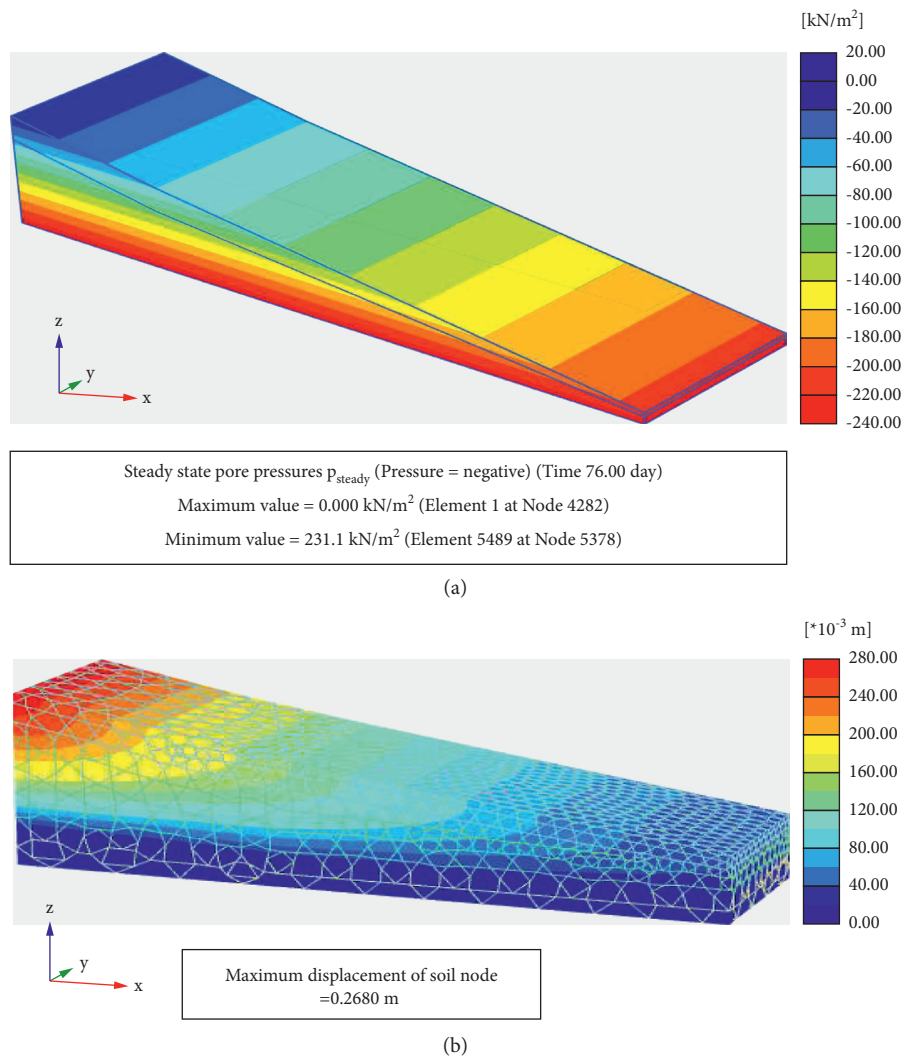 [kN/m²]
20.00
0.00
-20.00
-40.00
-60.00
-80.00
-100.00
-120.00
-140.00
-160.00
-180.00
-200.00
-220.00
-240.00
z
y
x
Steady state pore pressures p_steady (Pressure = negative) (Time 76.00 day)
Maximum value = 0.000 kN/m² (Element 1 at Node 4282)
Minimum value = 231.1 kN/m² (Element 5489 at Node 5378)
(a)
[*10⁻³ m]
280.00
240.00
200.00
160.00
120.00
80.00
40.00
0.00
z
y
x
Maximum displacement of soil node
=0.2680 m
(b)